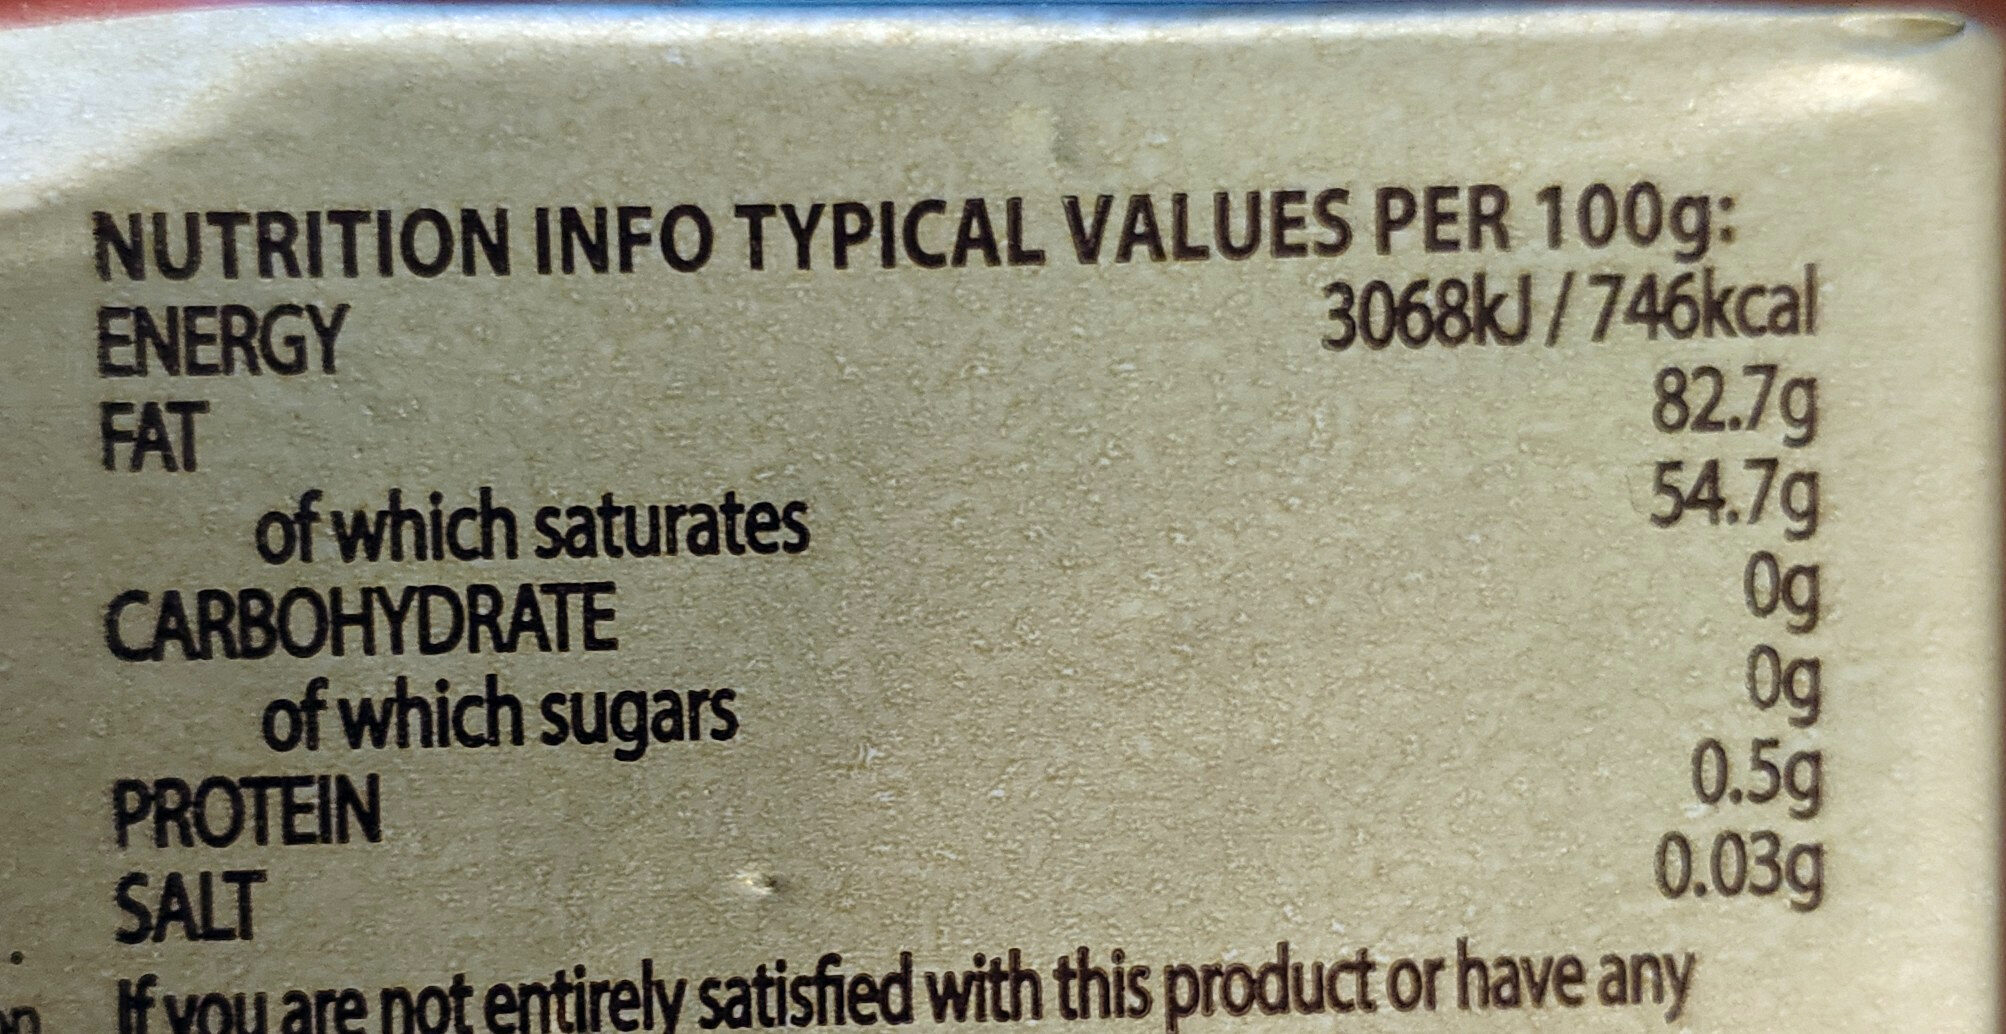 NUTRITION INFO TYPICAL VALUES PER 100g:
ENERGY 3068kJ / 746kcal
FAT 82.7g
of which saturates 54.7g
CARBOHYDRATE 0g
of which sugars 0g
PROTEIN 0.5g
SALT 0.03g
If you are not entirely satisfied with this product or have any